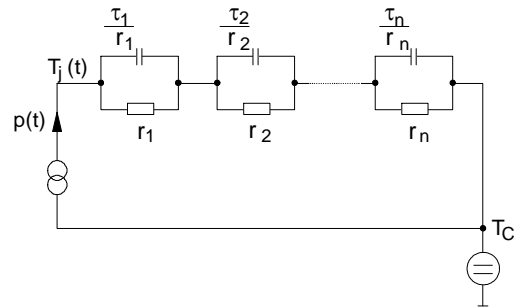 τ1/r1 τ2/r2 τn/rn
Tj(t)
r1 r2 rn
p(t)
TC